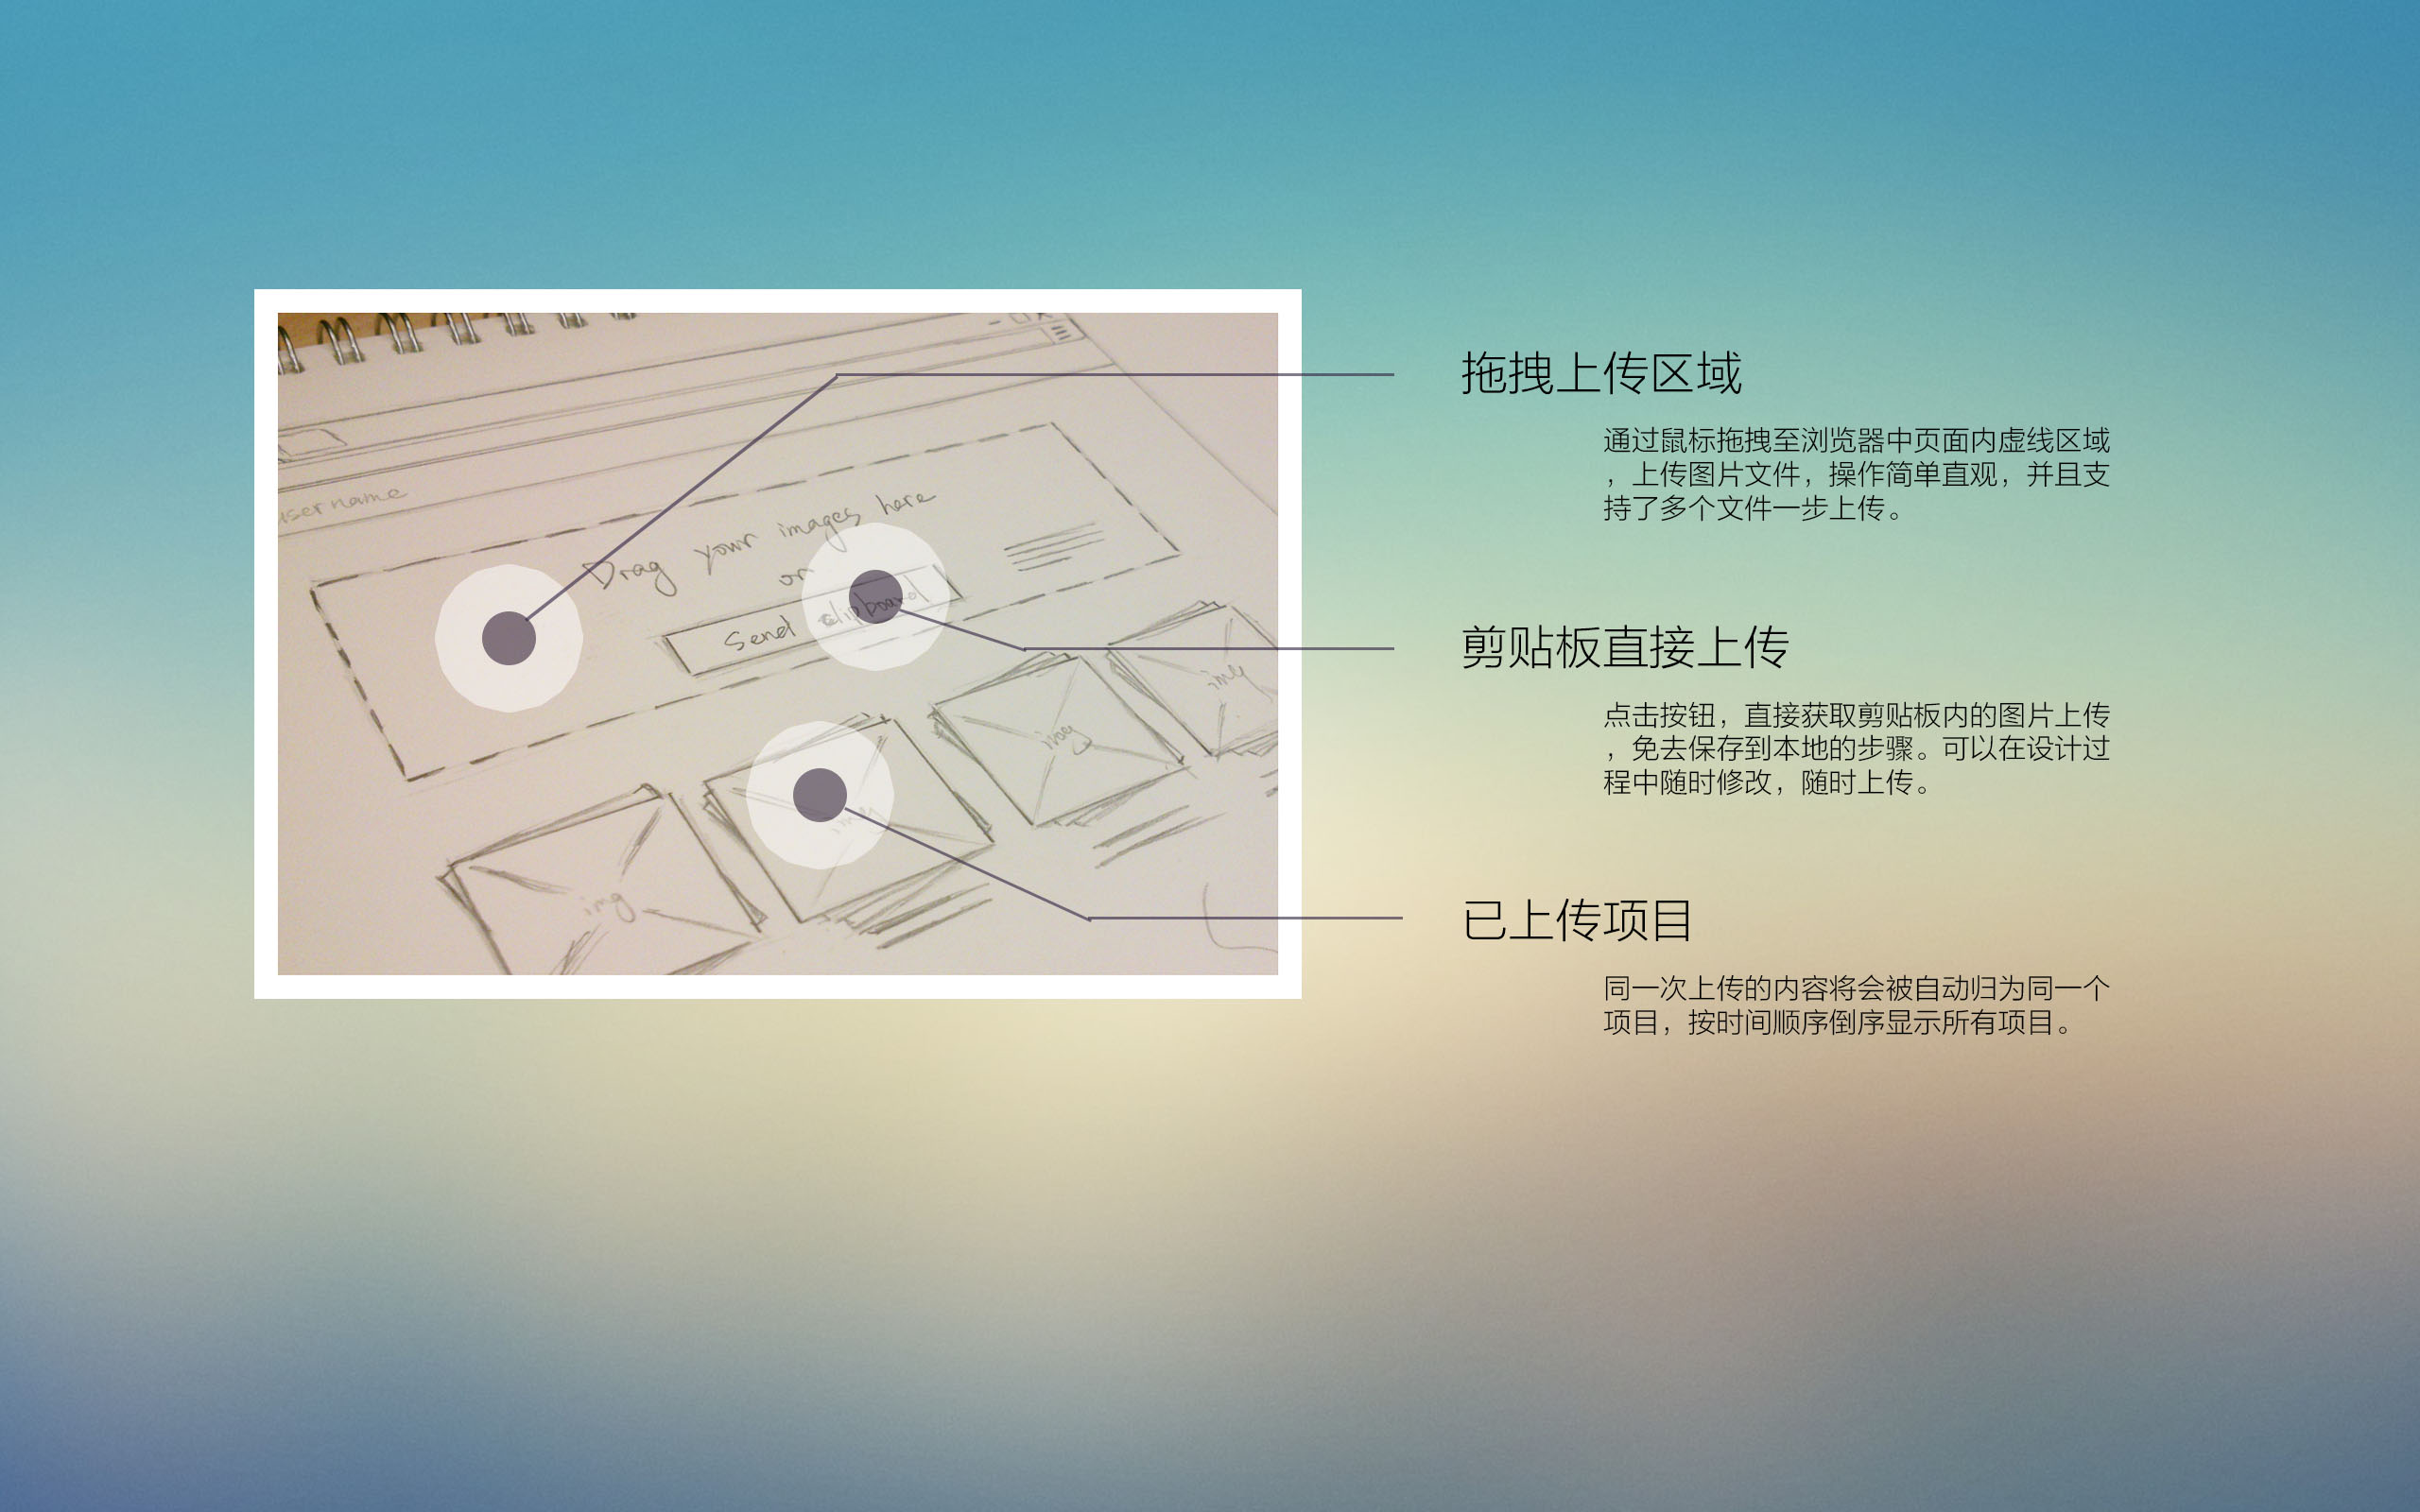 username
Drag your images here
or
Send clipboard
img
img
img
img
拖拽上传区域
通过鼠标拖拽至浏览器中页面内虚线区域
，上传图片文件，操作简单直观，并且支
持了多个文件一步上传。
剪贴板直接上传
点击按钮，直接获取剪贴板内的图片上传
，免去保存到本地的步骤。可以在设计过
程中随时修改，随时上传。
已上传项目
同一次上传的内容将会被自动归为同一个
项目，按时间顺序倒序显示所有项目。